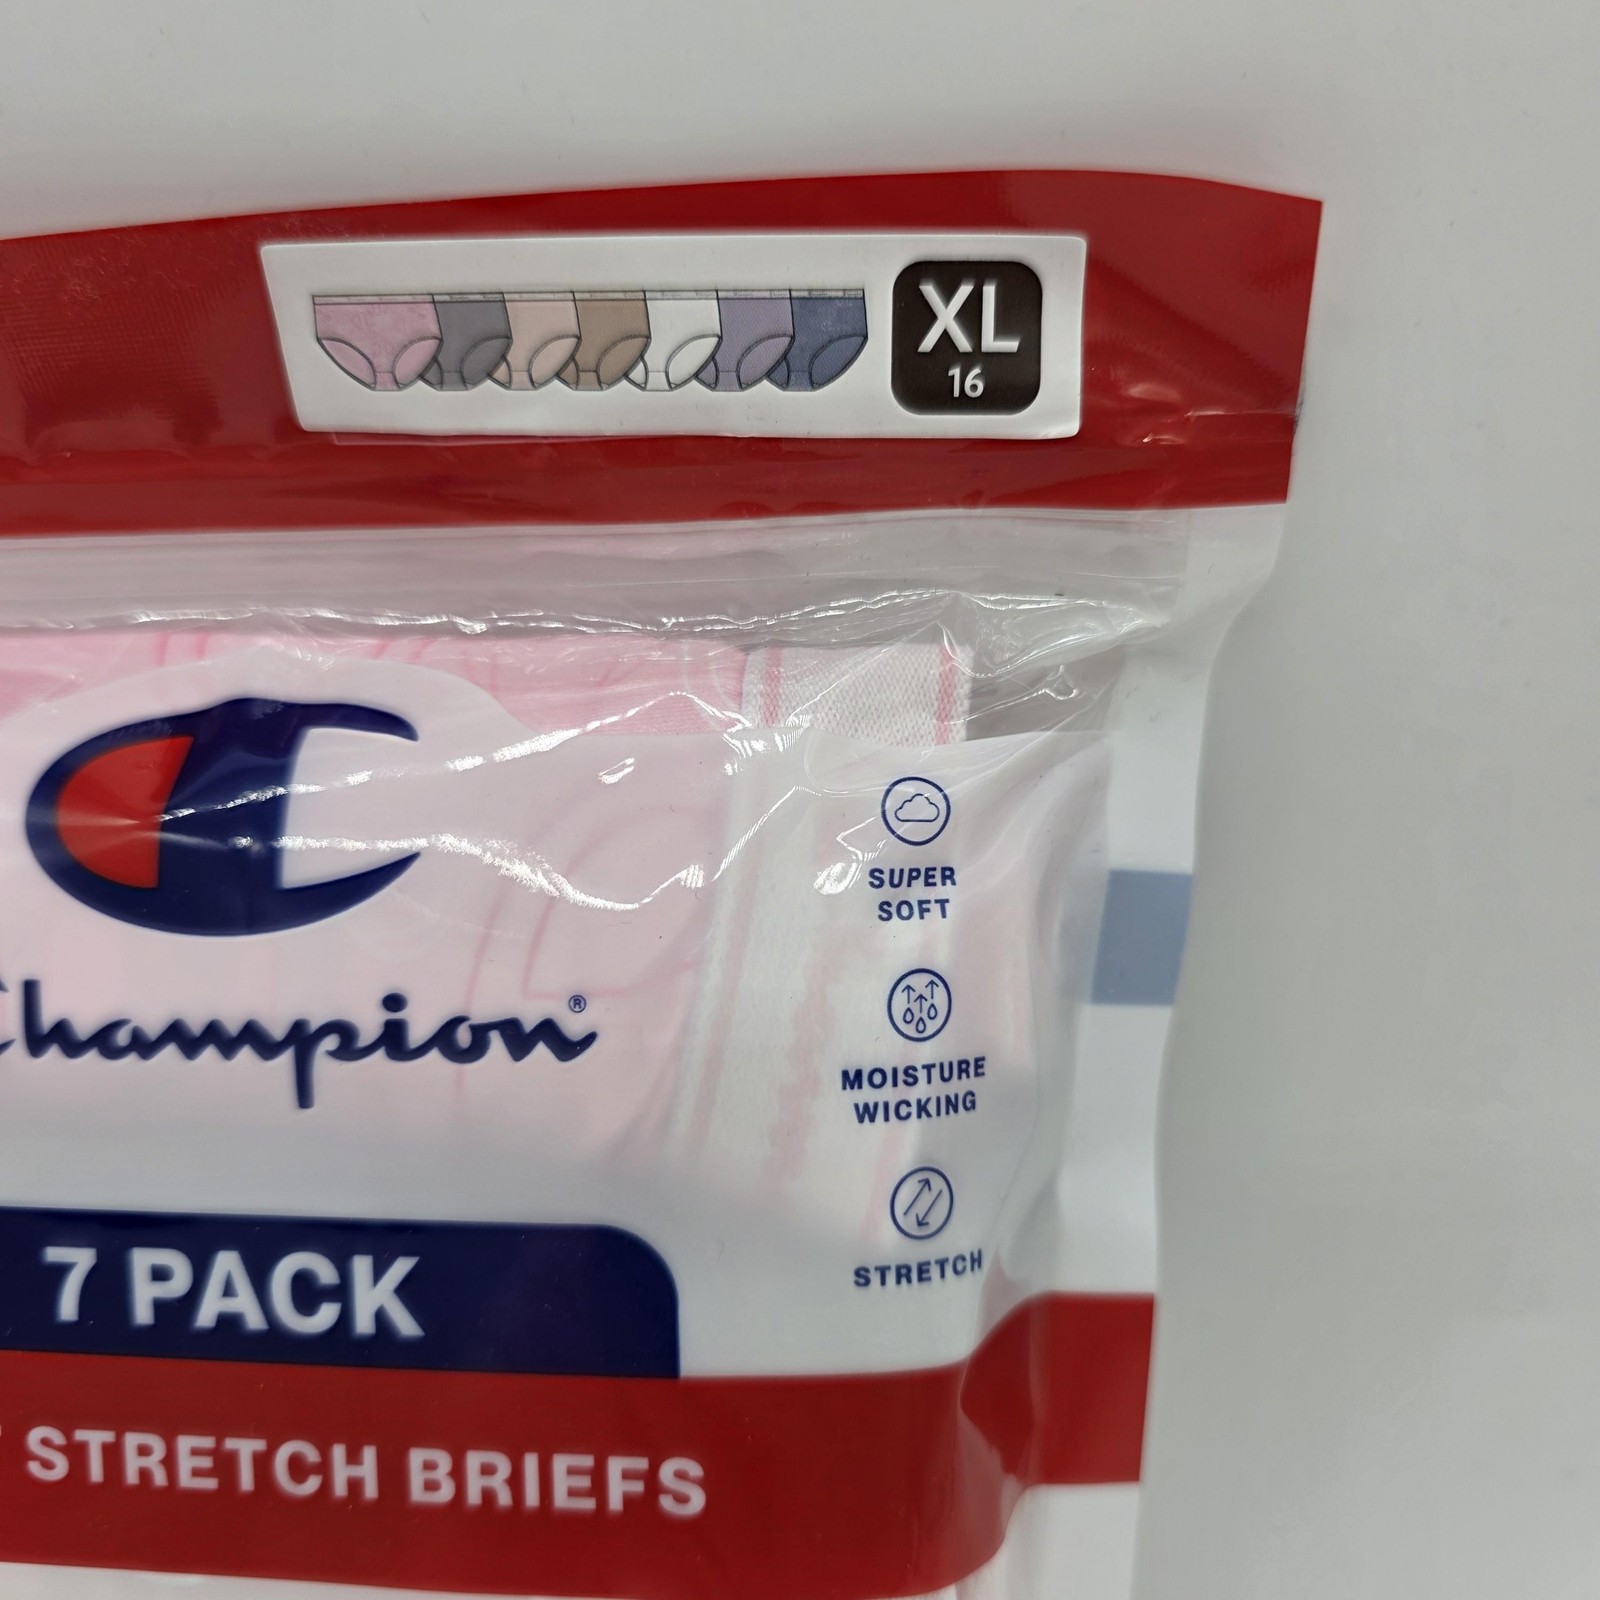 XL
16
Champion®
SUPER
SOFT
MOISTURE
WICKING
STRETCH
7 PACK
STRETCH BRIEFS